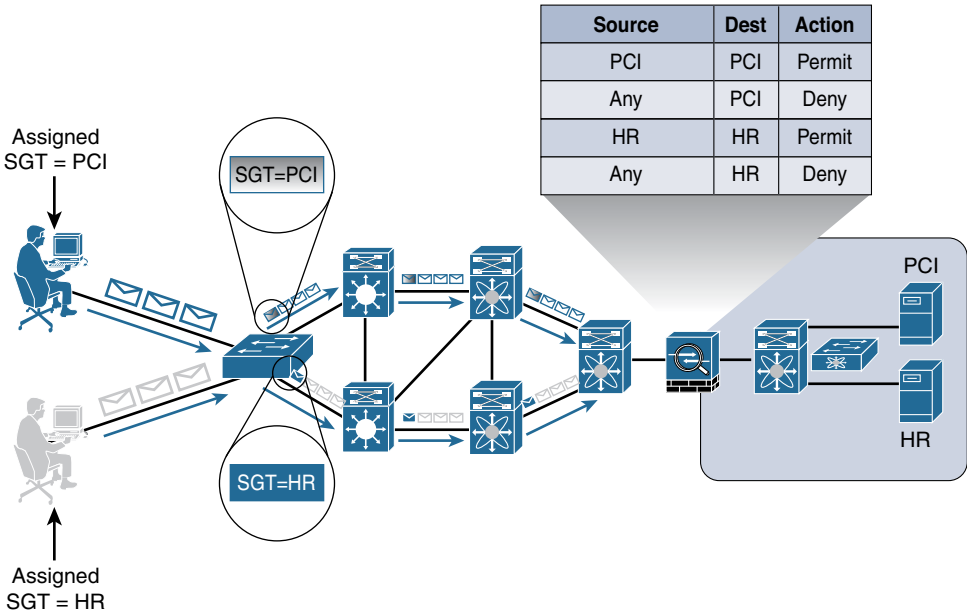 Source Dest Action
PCI PCI Permit
Any PCI Deny
HR HR Permit
Any HR Deny
Assigned
SGT = PCI
SGT=PCI
PCI
SGT=HR
HR
Assigned
SGT = HR